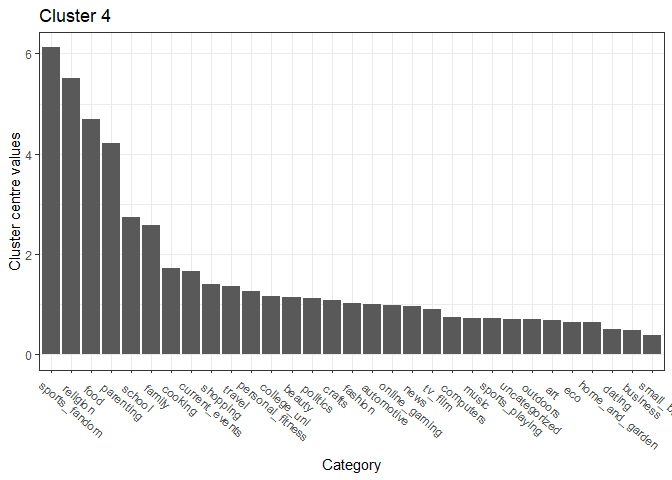 Cluster 4
Cluster centre values
6
4
2
0
sports_fandom
religion
food
parenting
school
family
cooking
current_events
shopping
travel
personal_fitness
college_uni
beauty
politics
crafts
fashion
automotive
online_gaming
news
tv_film
computers
music
sports_playing
uncategorized
outdoors
art
eco
home_and_garden
dating
business
Category